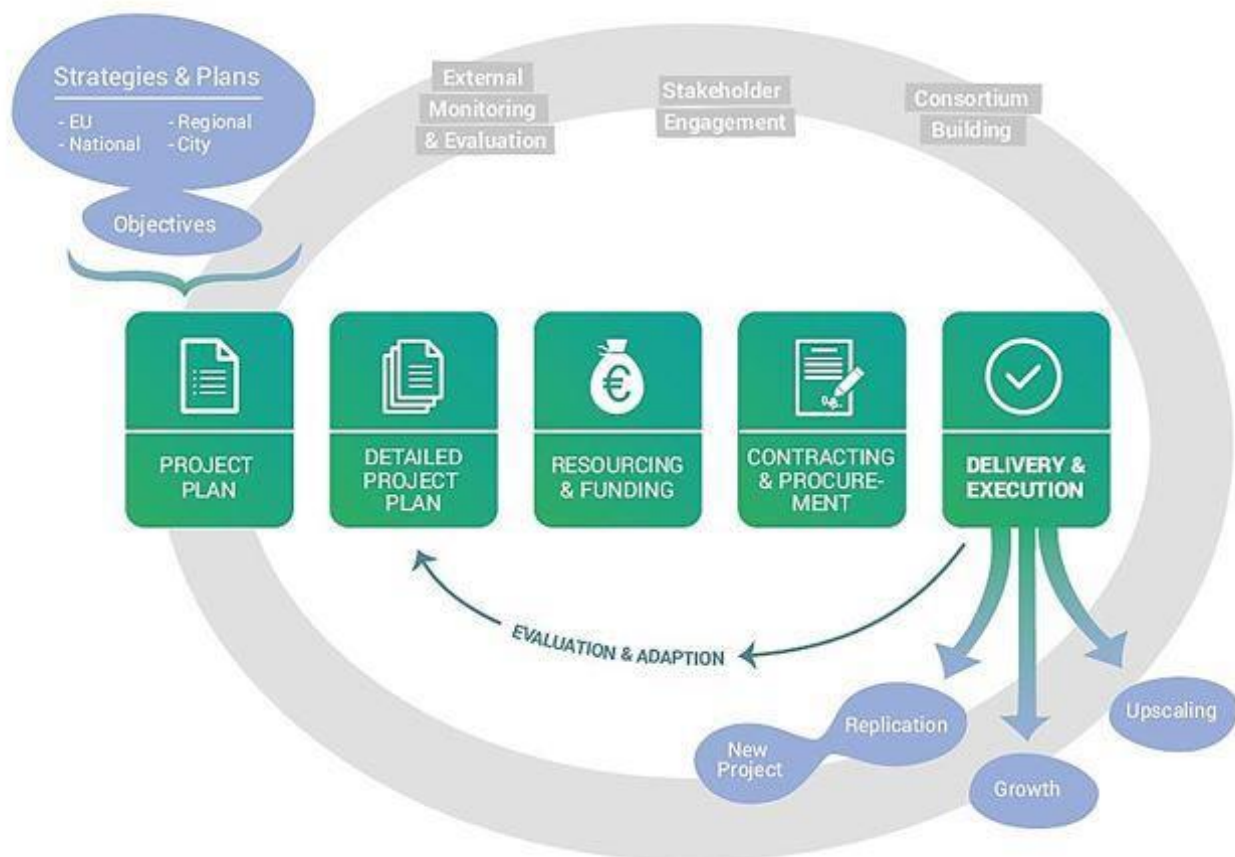 Strategies & Plans
- EU
- National
- Regional
- City
Objectives
External
Monitoring
& Evaluation
Stakeholder
Engagement
Consortium
Building
PROJECT
PLAN
DETAILED
PROJECT
PLAN
RESOURCING
& FUNDING
€
CONTRACTING
& PROCURE-
MENT
DELIVERY &
EXECUTION
EVALUATION & ADAPTION
New
Project
Replication
Growth
Upscaling